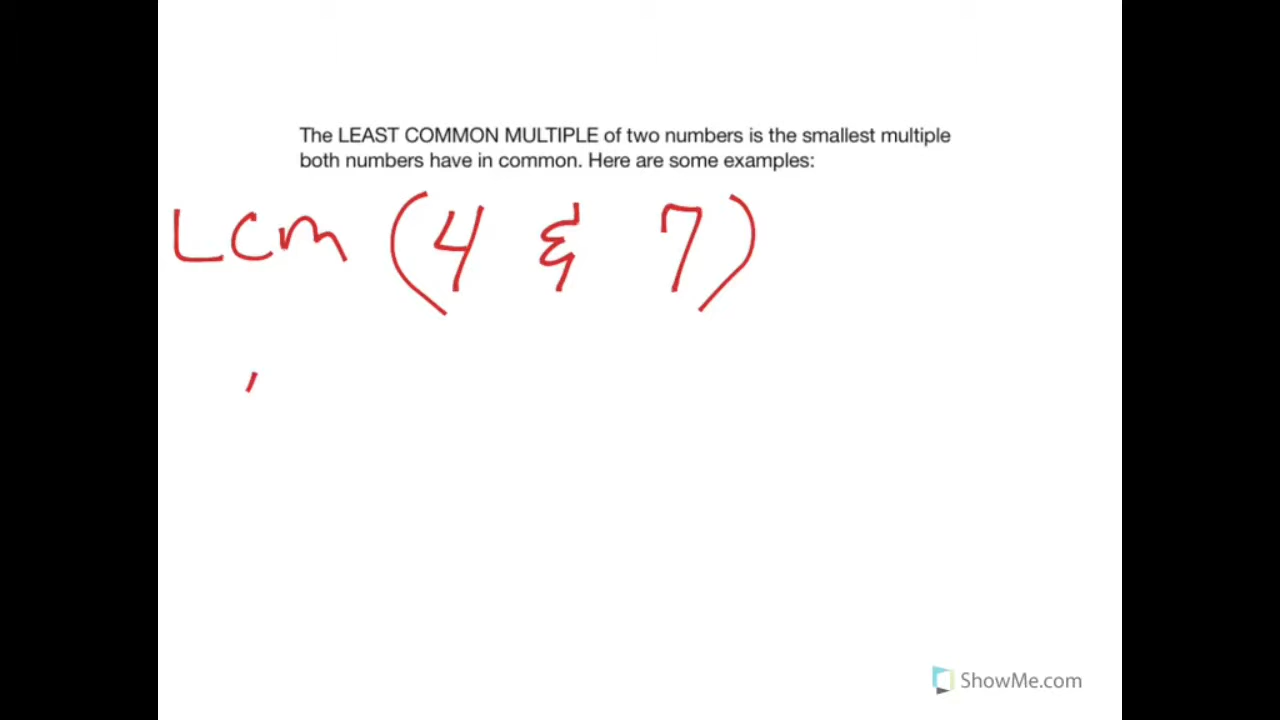 The LEAST COMMON MULTIPLE of two numbers is the smallest multiple
both numbers have in common. Here are some examples:
LCM (4 & 7)
ShowMe.com